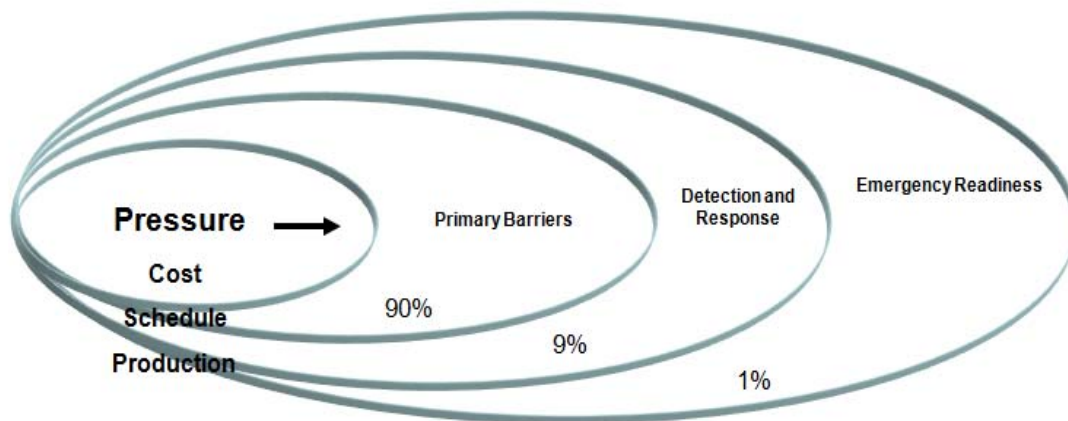 Pressure
Cost
Schedule
Production
Primary Barriers
90%
Detection and
Response
9%
Emergency Readiness
1%